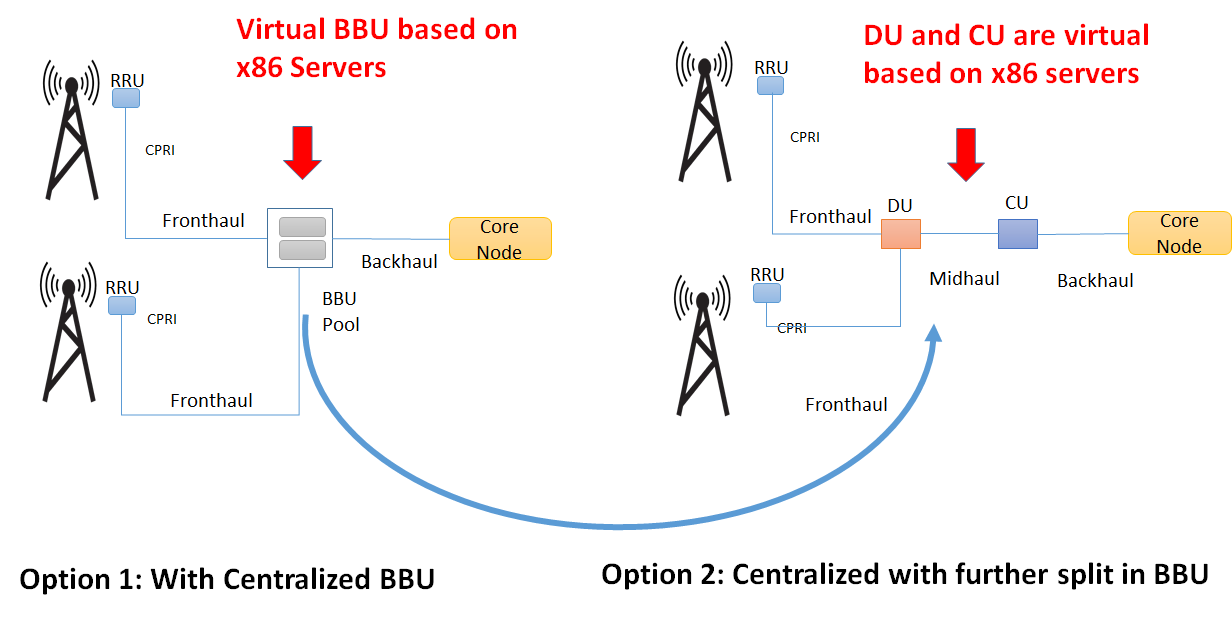 Virtual BBU based on
x86 Servers
RRU
CPRI
Fronthaul
Core
Node
Backhaul
BBU
Pool
RRU
CPRI
Fronthaul
Option 1: With Centralized BBU
DU and CU are virtual
based on x86 servers
RRU
CPRI
Fronthaul
DU
CU
Core
Node
Midhaul
Backhaul
RRU
CPRI
Fronthaul
Option 2: Centralized with further split in BBU